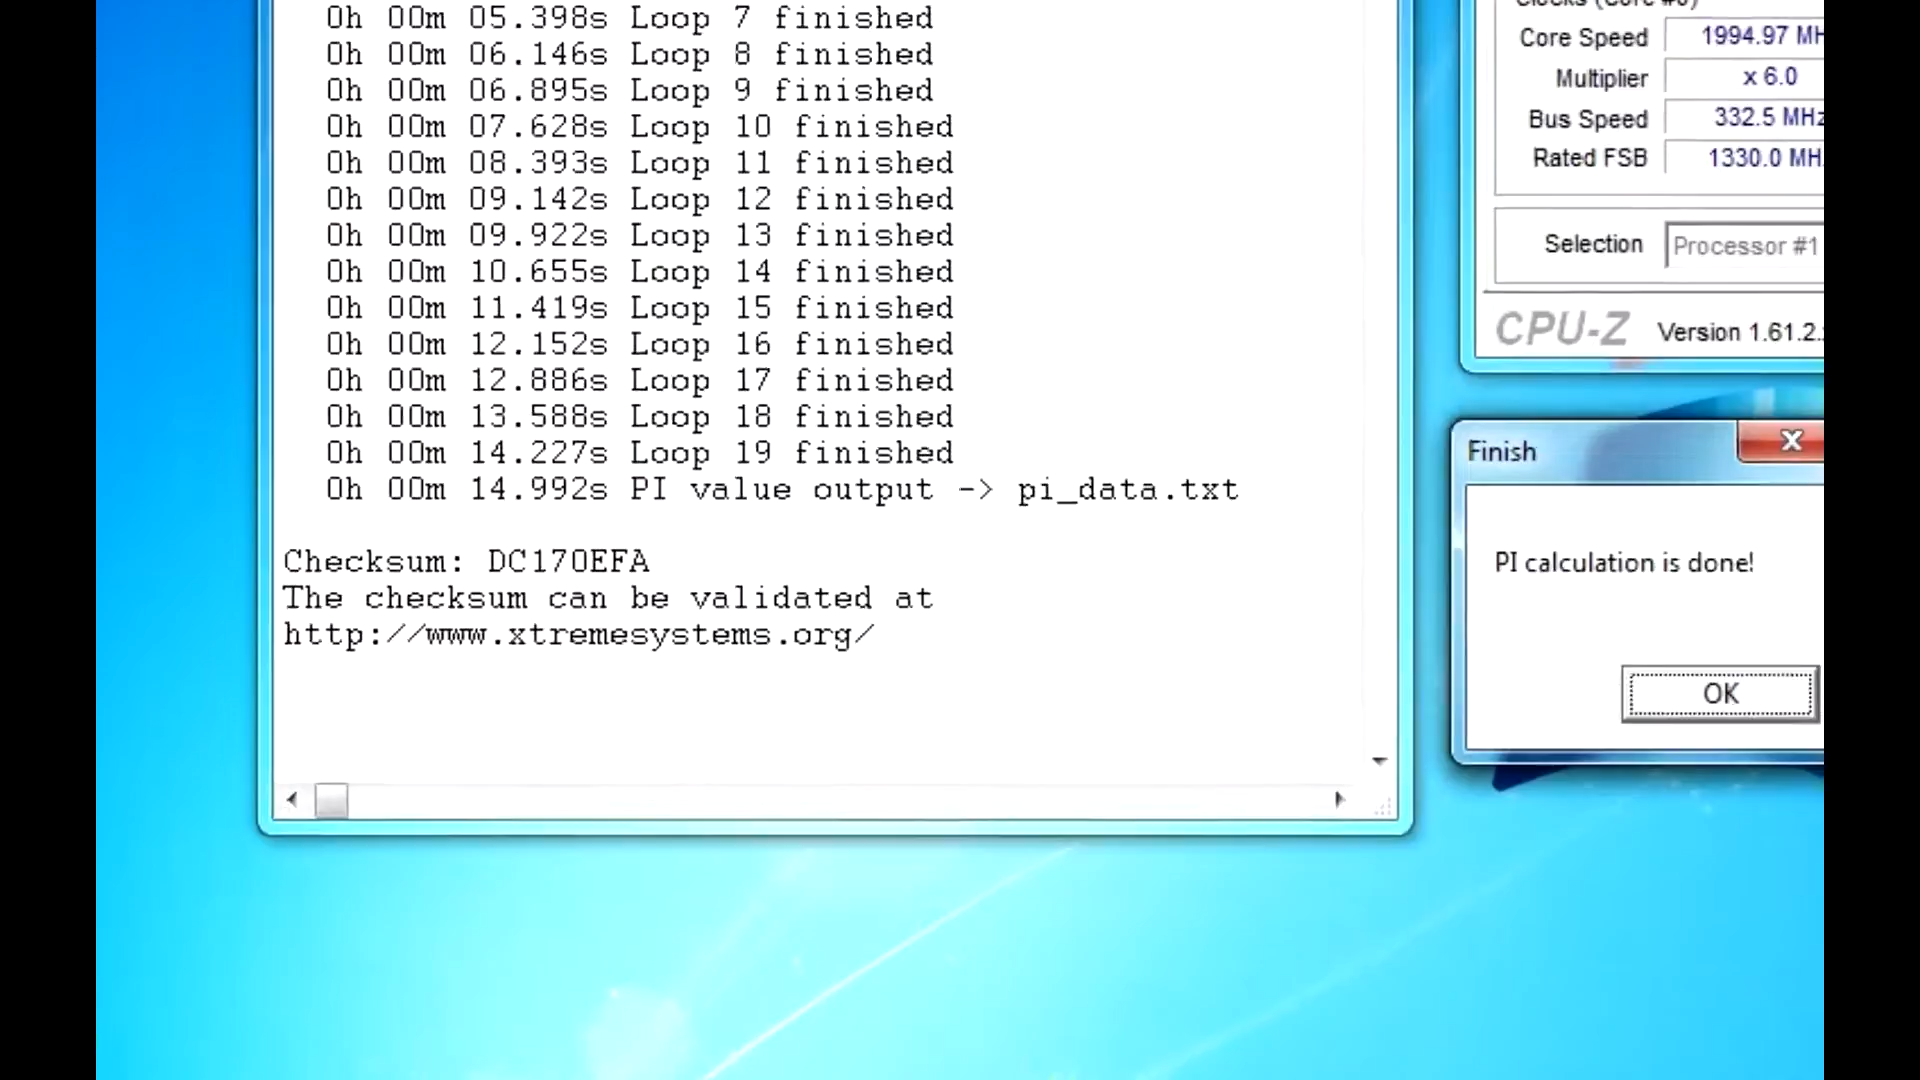 0h 00m 05.398s Loop 7 finished
0h 00m 06.146s Loop 8 finished
0h 00m 06.895s Loop 9 finished
0h 00m 07.628s Loop 10 finished
0h 00m 08.393s Loop 11 finished
0h 00m 09.142s Loop 12 finished
0h 00m 09.922s Loop 13 finished
0h 00m 10.655s Loop 14 finished
0h 00m 11.419s Loop 15 finished
0h 00m 12.152s Loop 16 finished
0h 00m 12.886s Loop 17 finished
0h 00m 13.588s Loop 18 finished
0h 00m 14.227s Loop 19 finished
0h 00m 14.992s PI value output -> pi_data.txt
Checksum: DC170EFA
The checksum can be validated at
http://www.xtremesystems.org/
Core Speed 1994.97 MH
Multiplier x 6.0
Bus Speed 332.5 MHz
Rated FSB 1330.0 MH
Selection Processor #1
CPU-Z Version 1.61.2
Finish
PI calculation is done!
OK